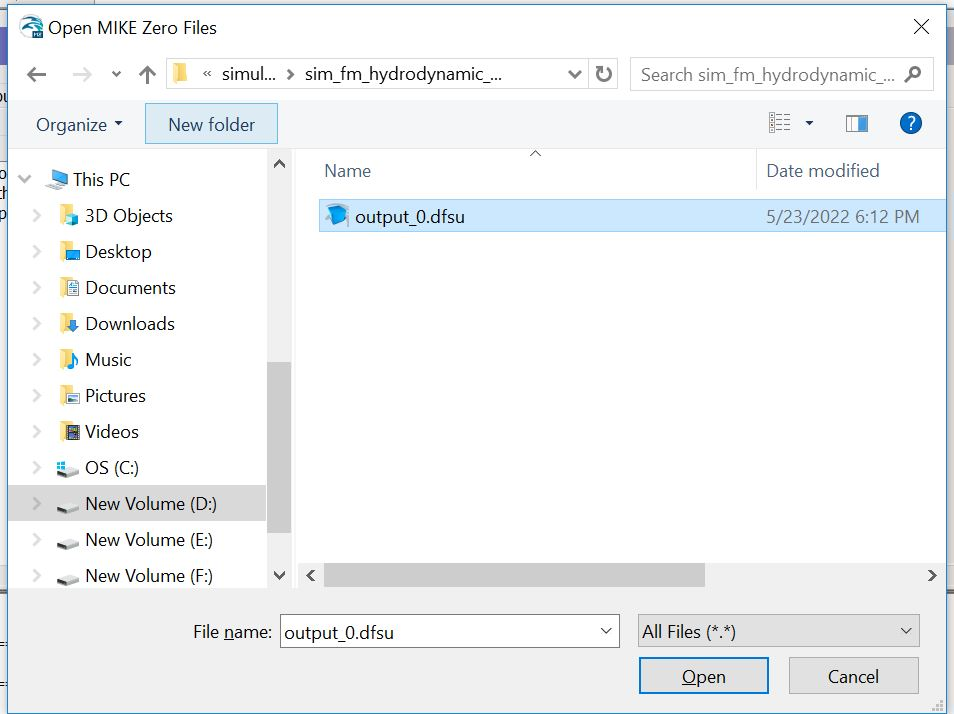 Open MIKE Zero Files
« simul... > sim_fm_hydrodynamic_...
Search sim_fm_hydrodynamic_...
Organize
New folder
Name
Date modified
output_0.dfsu
5/23/2022 6:12 PM
This PC
3D Objects
Desktop
Documents
Downloads
Music
Pictures
Videos
OS (C:)
New Volume (D:)
New Volume (E:)
New Volume (F:)
File name:
output_0.dfsu
All Files (*.*)
Open
Cancel